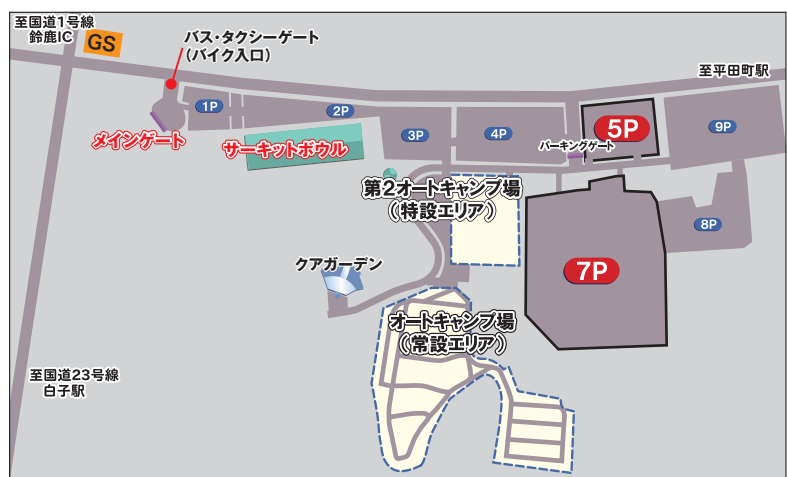 至国道1号線
鈴鹿IC
GS
バス・タクシーゲート
（バイク入口）
至平田町駅
1P
2P
3P
4P
5P
9P
メインゲート
サーキットボウル
パーキングゲート
第2オートキャンプ場
（特設エリア）
8P
7P
クアガーデン
オートキャンプ場
（常設エリア）
至国道23号線
白子駅